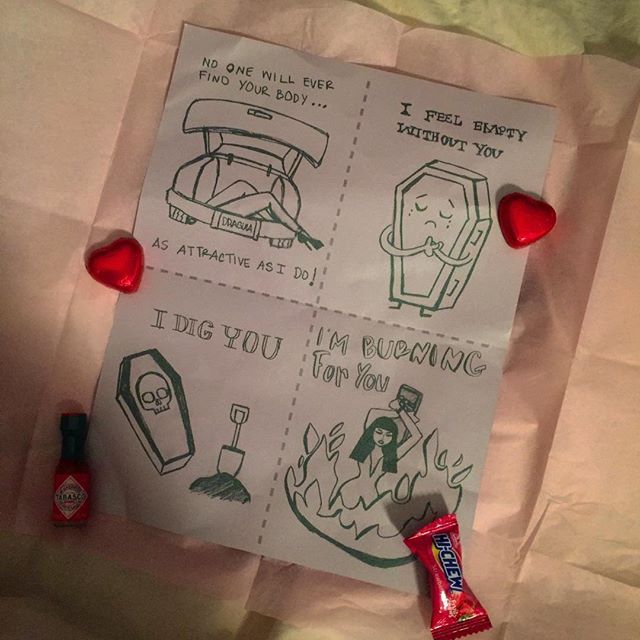 NO ONE WILL EVER
FIND YOUR BODY...
DRAGULA
AS ATTRACTIVE AS I DO!
I FEEL EMPTY
WITHOUT YOU
I DIG YOU
I'M BURNING
For You
TABASCO
HI-CHEW